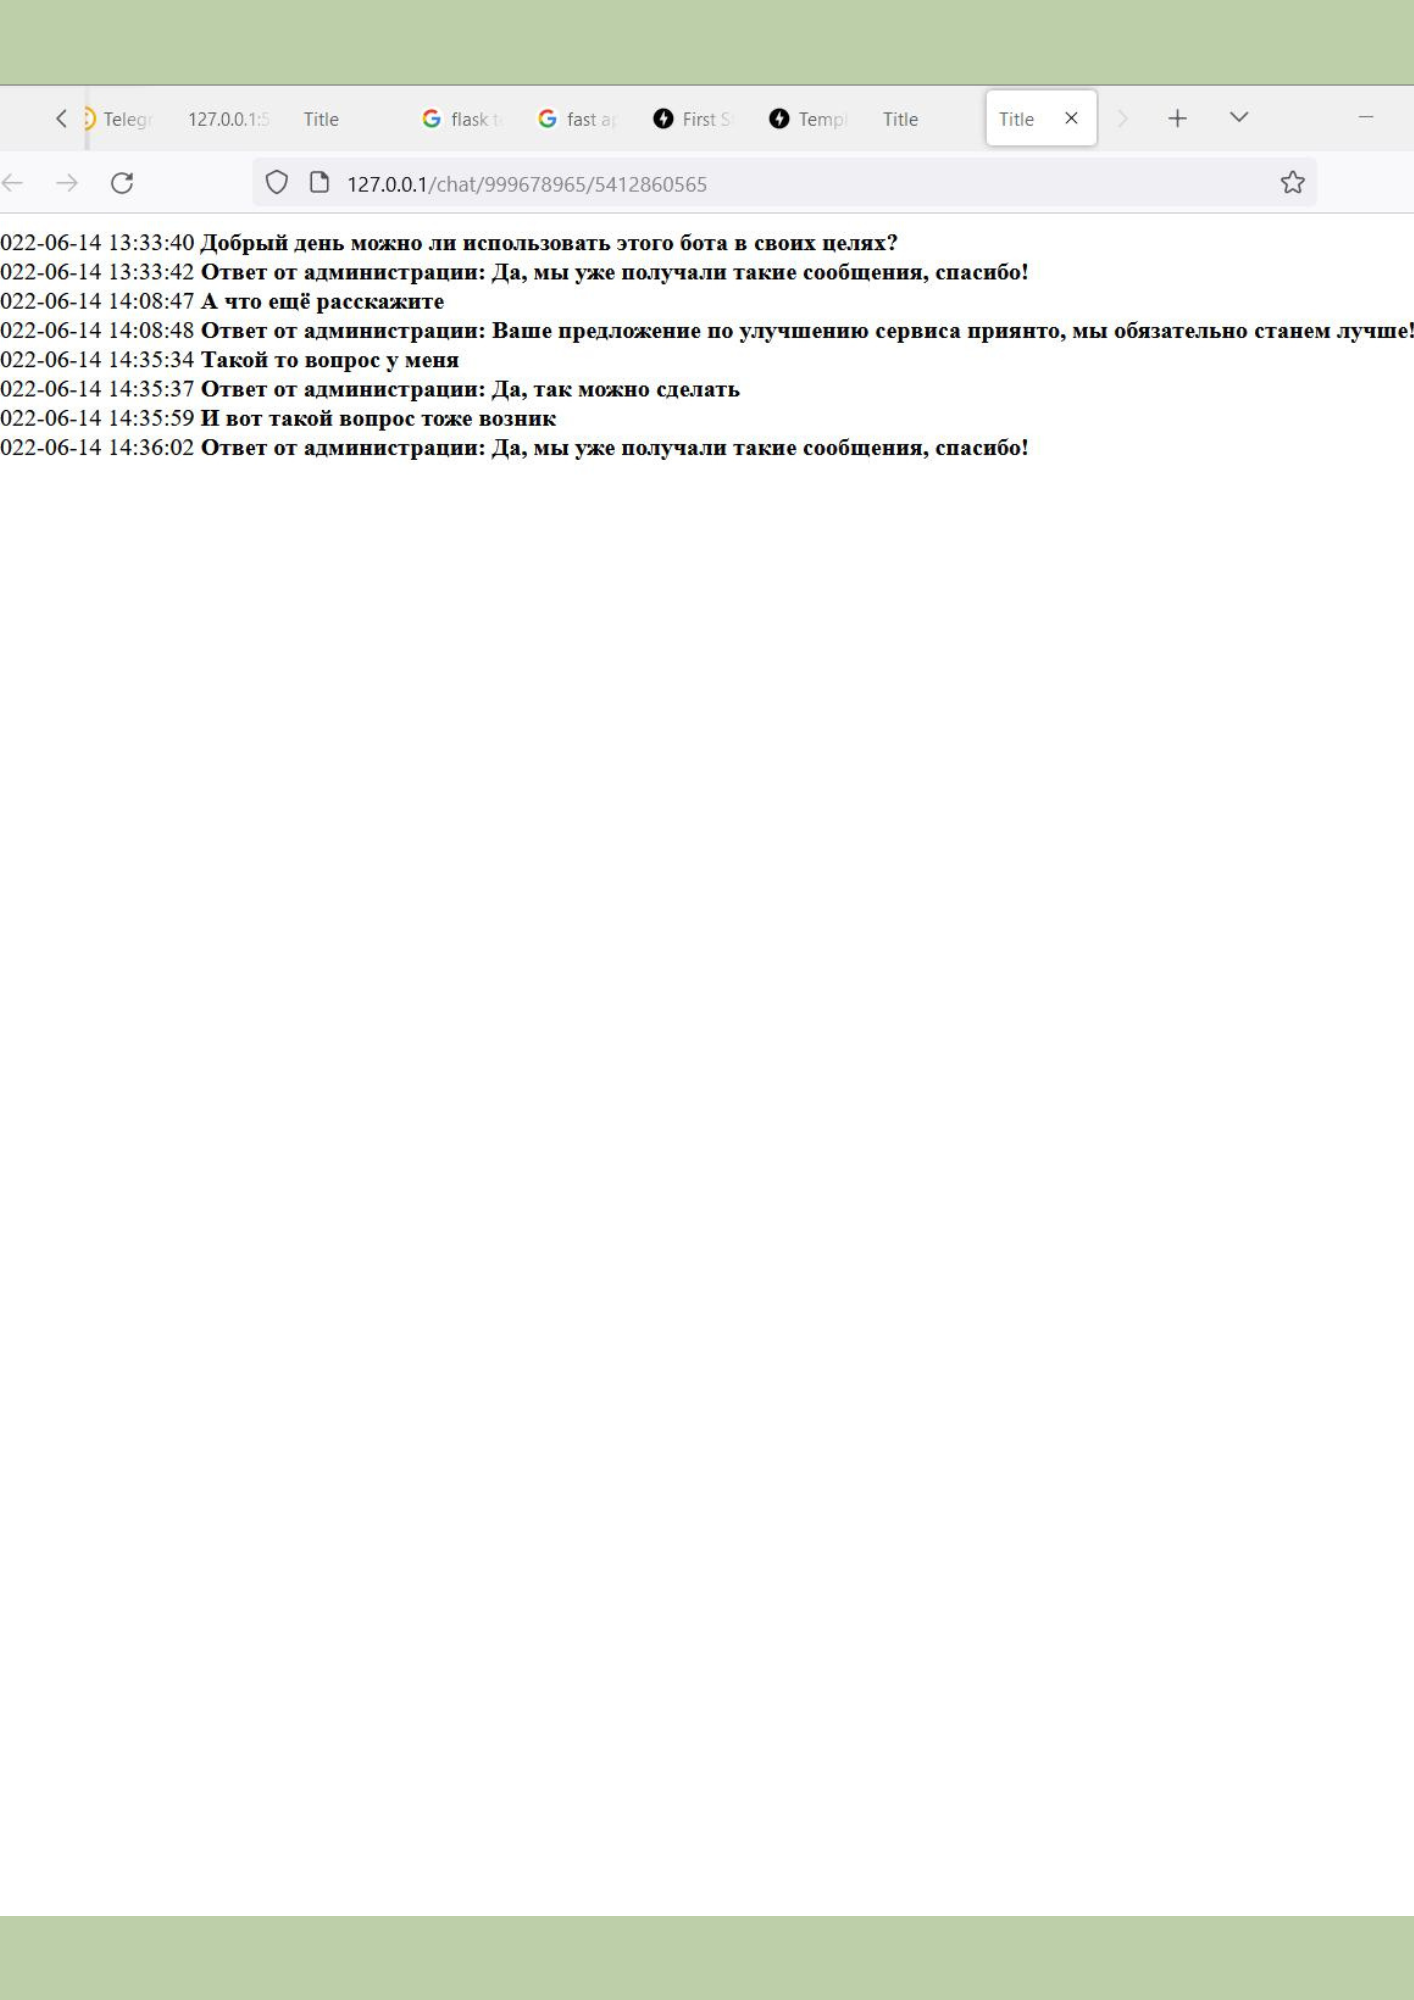 Teleg 127.0.0.1:5 Title flask t fast ap First S Templ Title Title
127.0.0.1/chat/999678965/5412860565
022-06-14 13:33:40 Добрый день можно ли использовать этого бота в своих целях?
022-06-14 13:33:42 Ответ от администрации: Да, мы уже получали такие сообщения, спасибо!
022-06-14 14:08:47 А что ещё расскажите
022-06-14 14:08:48 Ответ от администрации: Ваше предложение по улучшению сервиса приянто, мы обязательно станем лучше!
022-06-14 14:35:34 Такой то вопрос у меня
022-06-14 14:35:37 Ответ от администрации: Да, так можно сделать
022-06-14 14:35:59 И вот такой вопрос тоже возник
022-06-14 14:36:02 Ответ от администрации: Да, мы уже получали такие сообщения, спасибо!